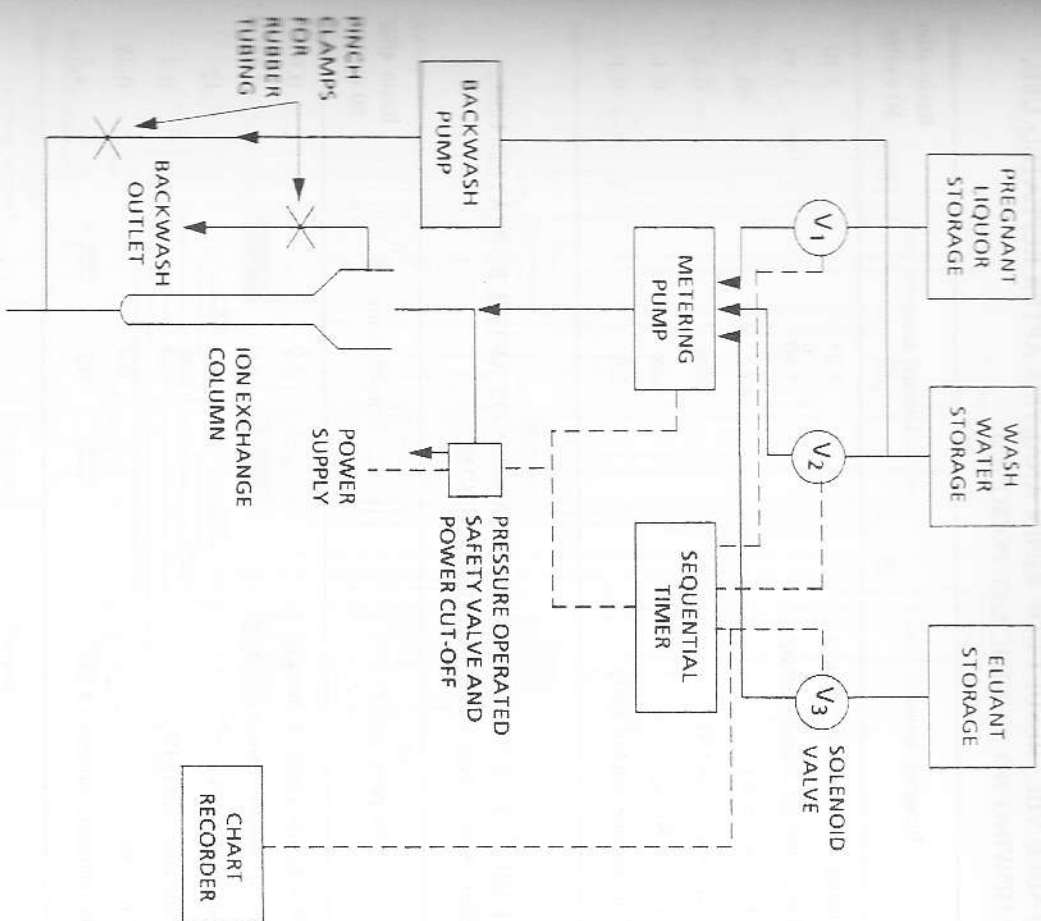 PREGNANT
LIQUOR
STORAGE
WASH
WATER
STORAGE
ELUANT
STORAGE
V1
V2
V3
SOLENOID
VALVE
BACKWASH
PUMP
METERING
PUMP
SEQUENTIAL
TIMER
PRESSURE OPERATED
SAFETY VALVE AND
POWER CUT-OFF
POWER
SUPPLY
PINCH
CLAMPS
FOR
RUBBER
TUBING
BACKWASH
OUTLET
ION EXCHANGE
COLUMN
CHART
RECORDER